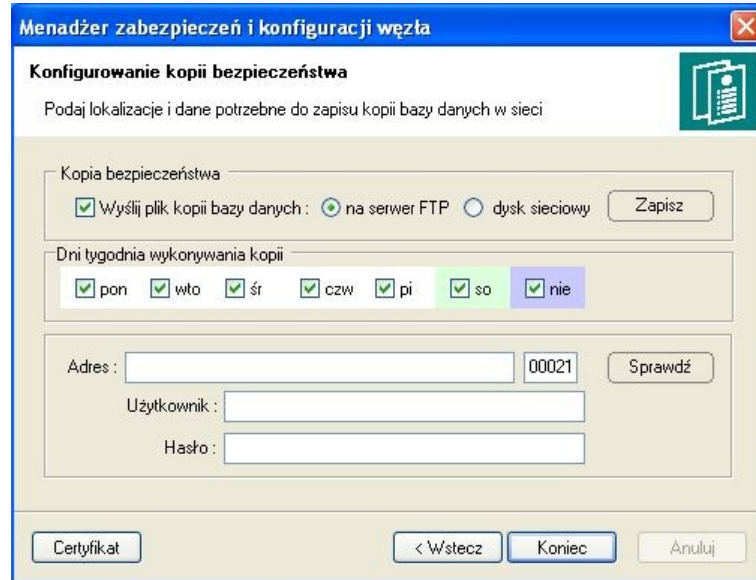 Menadżer zabezpieczeń i konfiguracji węzła
Konfigurowanie kopii bezpieczeństwa
Podaj lokalizacje i dane potrzebne do zapisu kopii bazy danych w sieci
Kopia bezpieczeństwa
Wyślij plik kopii bazy danych : na serwer FTP dysk sieciowy Zapisz
Dni tygodnia wykonywania kopii
pon wto śr czw pi so nie
Adres : 00021 Sprawdź
Użytkownik :
Hasło :
Certyfikat < Wstecz Koniec Anuluj